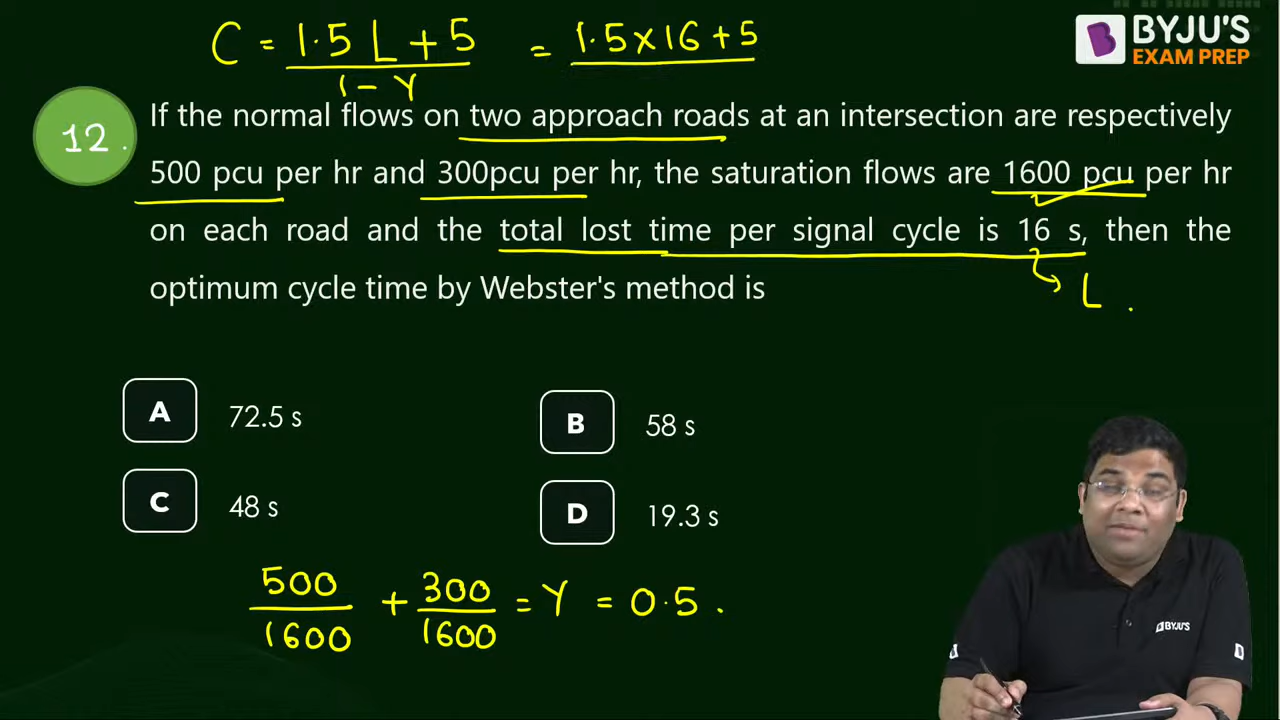 C = 1.5 L + 5 / 1 - Y = 1.5 × 16 + 5
BYJU'S
EXAM PREP
12.
If the normal flows on two approach roads at an intersection are respectively
500 pcu per hr and 300pcu per hr, the saturation flows are 1600 pcu per hr
on each road and the total lost time per signal cycle is 16 s, then the
optimum cycle time by Webster's method is
L.
A 72.5 s
B 58 s
C 48 s
D 19.3 s
500/1600 + 300/1600 = Y = 0.5.
BYJU'S